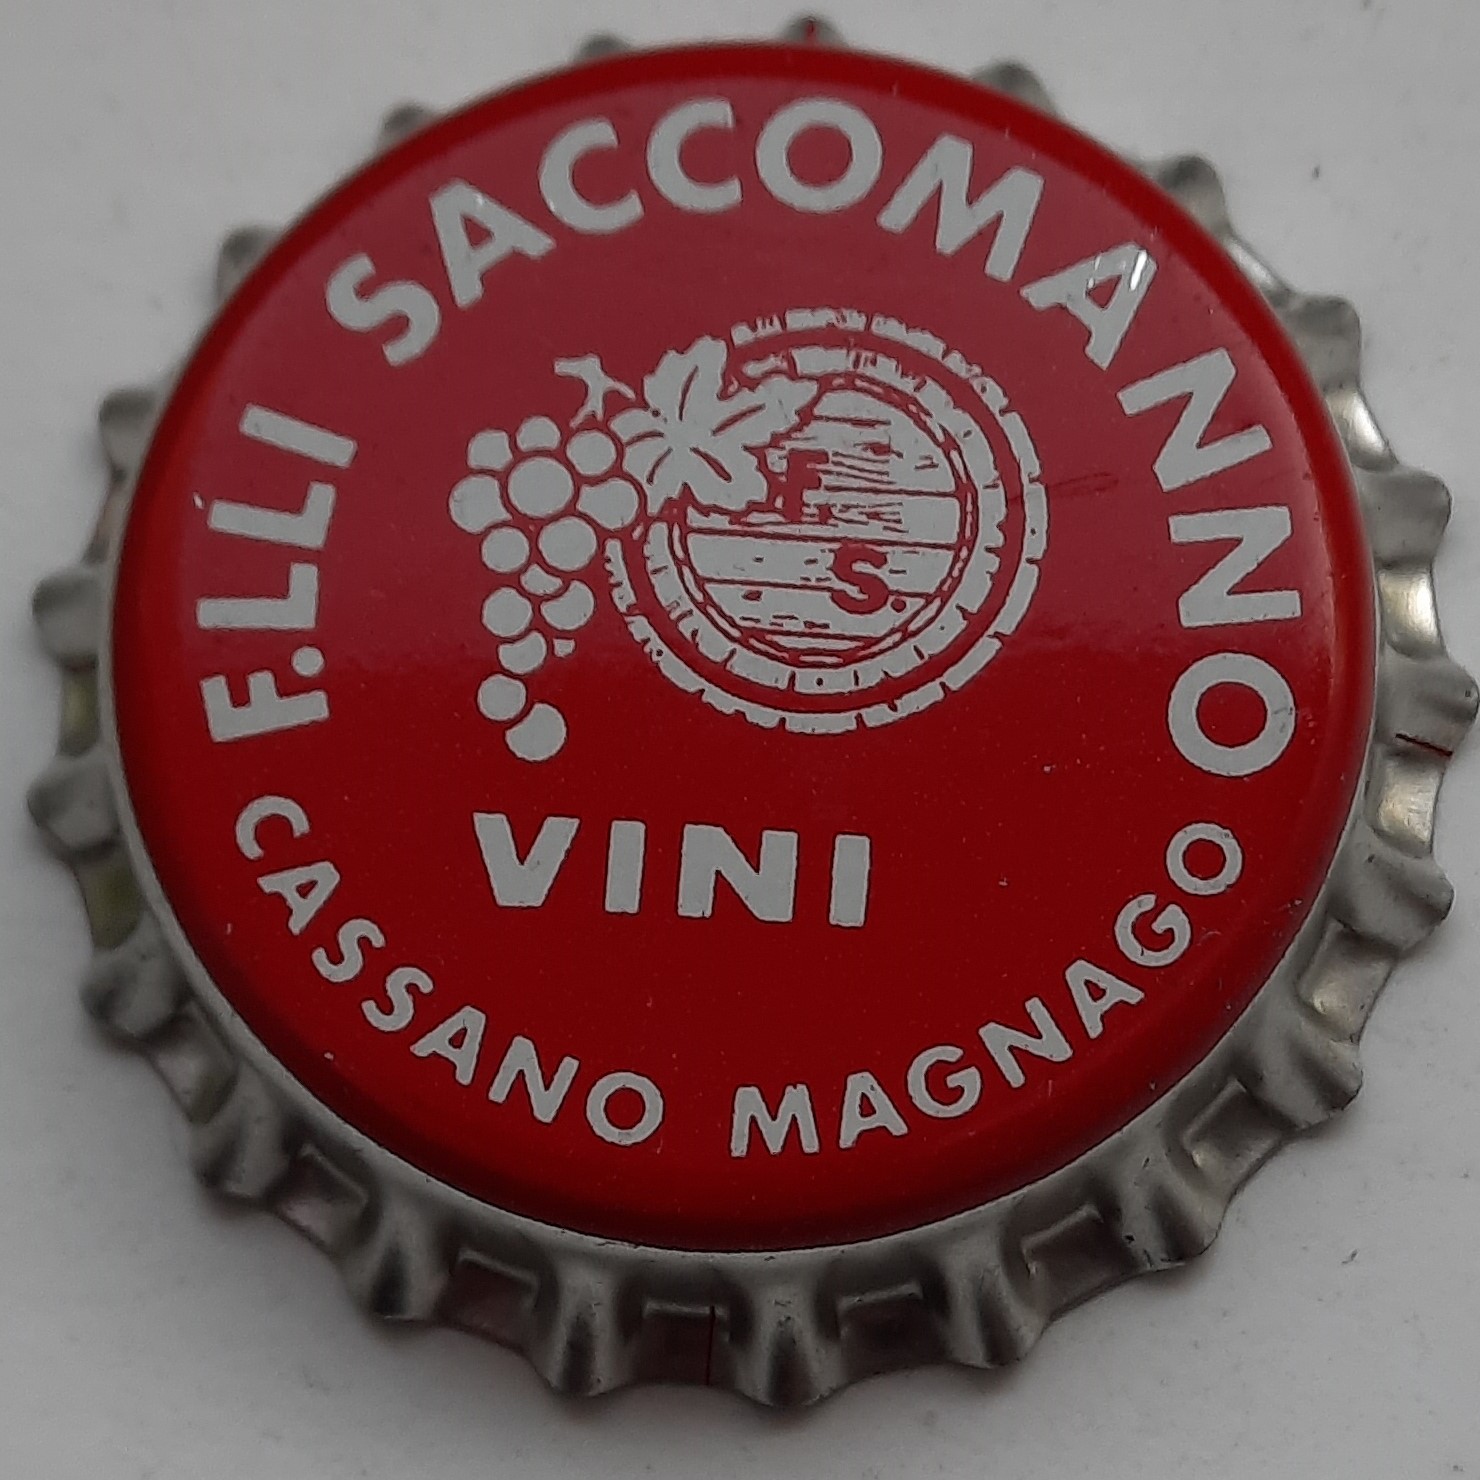 F.LLI SACCOMANNO
F
S.
VINI
CASSANO MAGNAGO